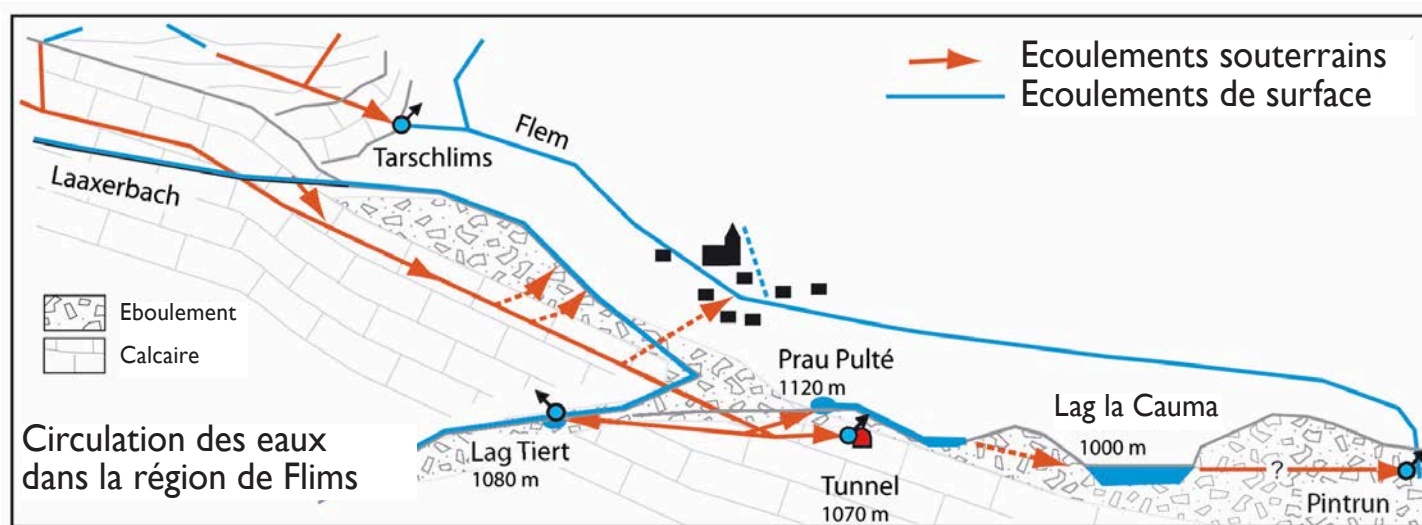 Ecoulements souterrains
Ecoulements de surface
Flem
Tarschlims
Laaxerbach
Eboulement
Calcaire
Prau Pulté
1120 m
Lag la Cauma
1000 m
Circulation des eaux
dans la région de Flims
Lag Tiert
1080 m
Tunnel
1070 m
?
Pintrun